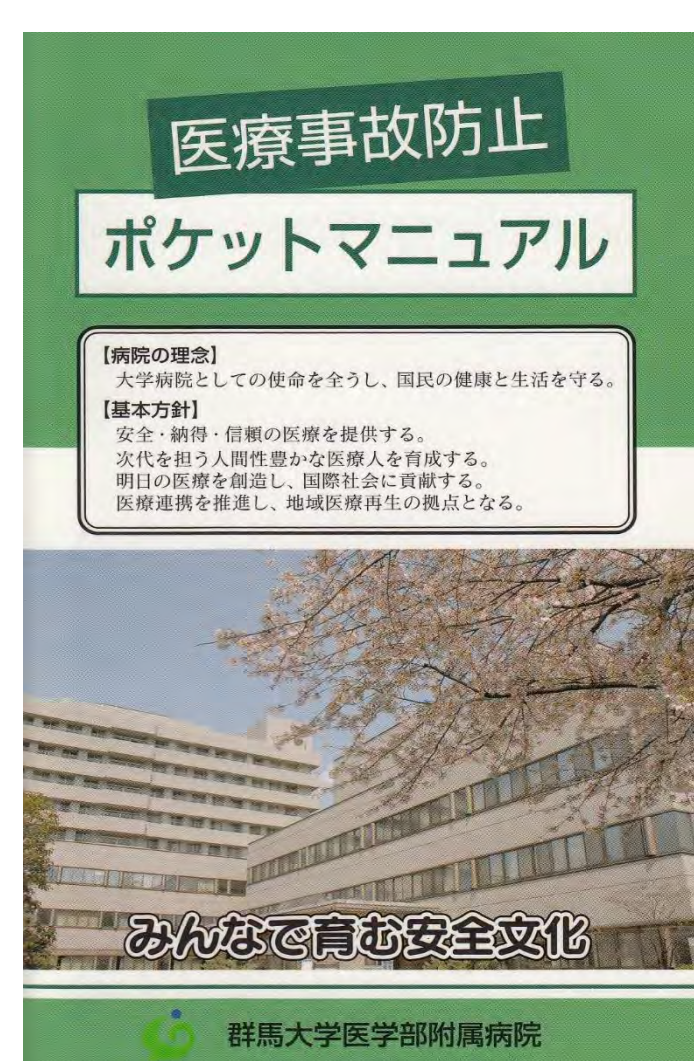 医療事故防止
ポケットマニュアル
【病院の理念】
大学病院としての使命を全うし、国民の健康と生活を守る。
【基本方針】
安全・納得・信頼の医療を提供する。
次代を担う人間性豊かな医療人を育成する。
明日の医療を創造し、国際社会に貢献する。
医療連携を推進し、地域医療再生の拠点となる。
みんなで育む安全文化
群馬大学医学部附属病院